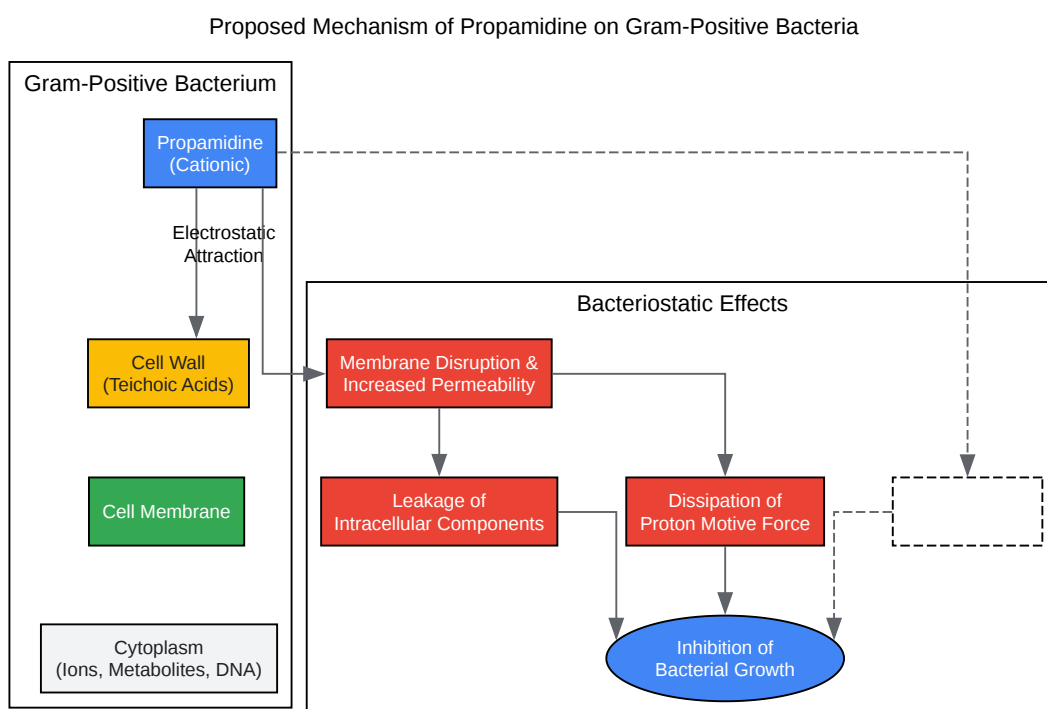 Proposed Mechanism of Propamidine on Gram-Positive Bacteria
Gram-Positive Bacterium
Propamidine
(Cationic)
Electrostatic
Attraction
Bacteriostatic Effects
Cell Wall
(Teichoic Acids)
Membrane Disruption &
Increased Permeability
Cell Membrane
Leakage of
Intracellular Components
Dissipation of
Proton Motive Force
Cytoplasm
(Ions, Metabolites, DNA)
Inhibition of
Bacterial Growth